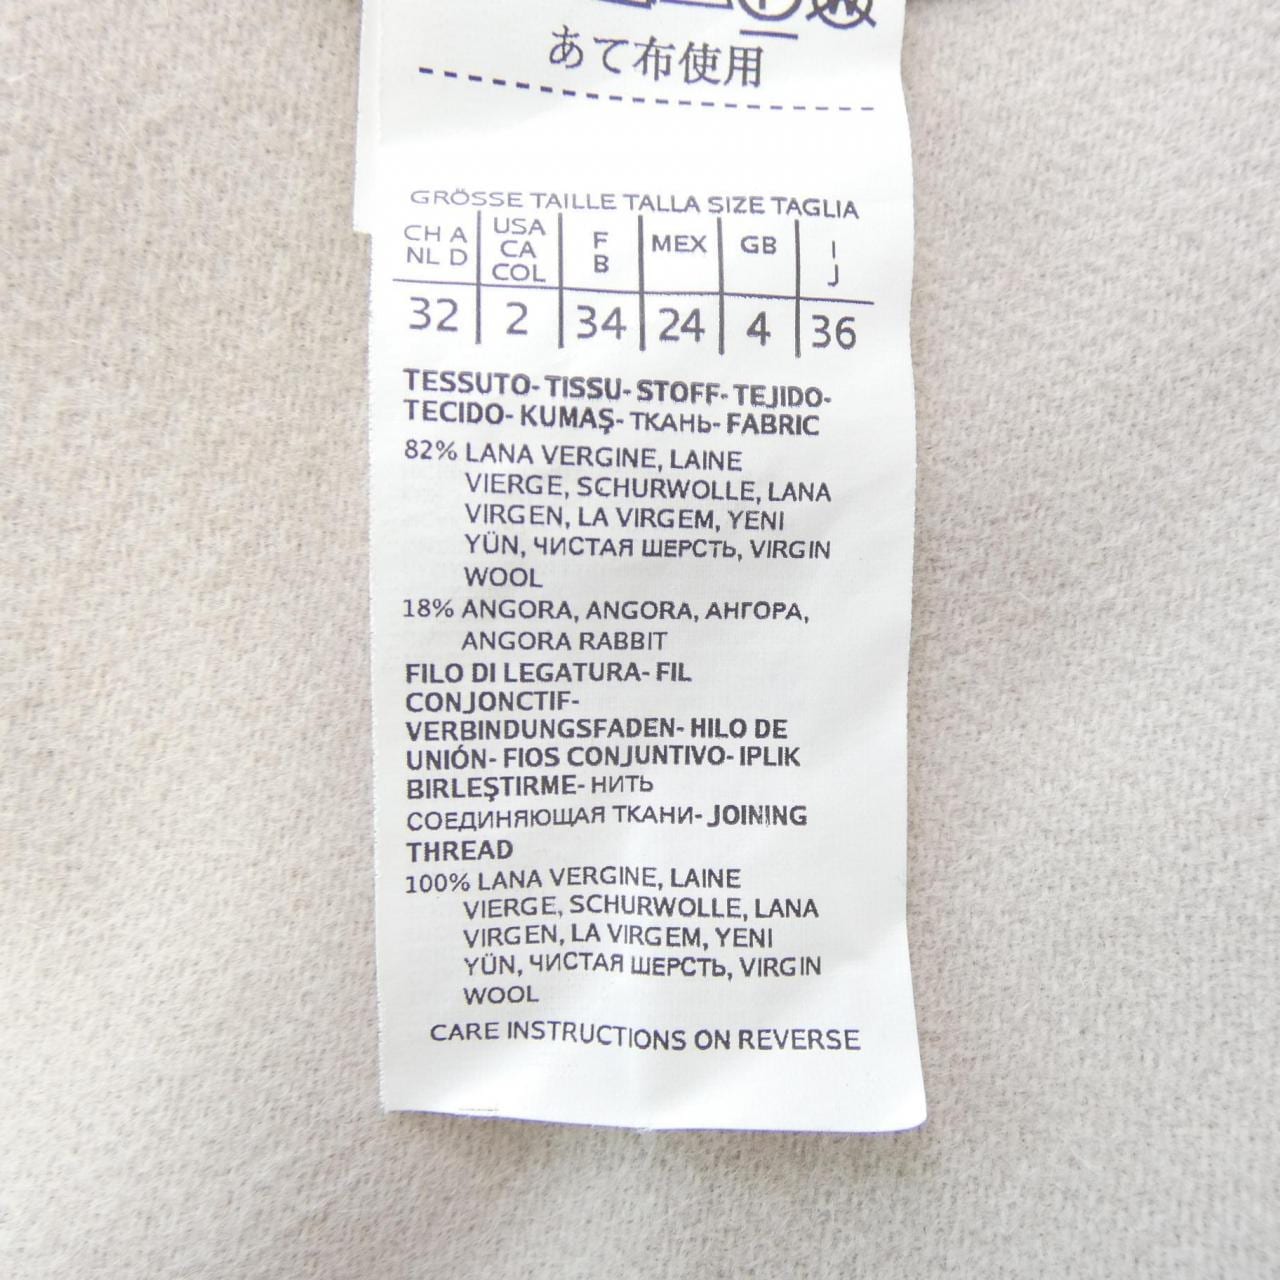 あて布使用
GRÖSSE TAILLE TALLA SIZE TAGLIA
CH A NL D | USA CA COL | F B | MEX | GB | I J
32 | 2 | 34 | 24 | 4 | 36
TESSUTO- TISSU- STOFF- TEJIDO-
TECIDO- KUMAŞ- ТКАНЬ- FABRIC
82% LANA VERGINE, LAINE
VIERGE, SCHURWOLLE, LANA
VIRGEN, LA VIRGEM, YENI
YÜN, ЧИСТАЯ ШЕРСТЬ, VIRGIN
WOOL
18% ANGORA, ANGORA, АНГОРА,
ANGORA RABBIT
FILO DI LEGATURA- FIL
CONJONCTIF-
VERBINDUNGSFADEN- HILO DE
UNIÓN- FIOS CONJUNTIVO- IPLIK
BIRLEŞTIRME- НИТЬ
СОЕДИНЯЮЩАЯ ТКАНИ- JOINING
THREAD
100% LANA VERGINE, LAINE
VIERGE, SCHURWOLLE, LANA
VIRGEN, LA VIRGEM, YENI
YÜN, ЧИСТАЯ ШЕРСТЬ, VIRGIN
WOOL
CARE INSTRUCTIONS ON REVERSE